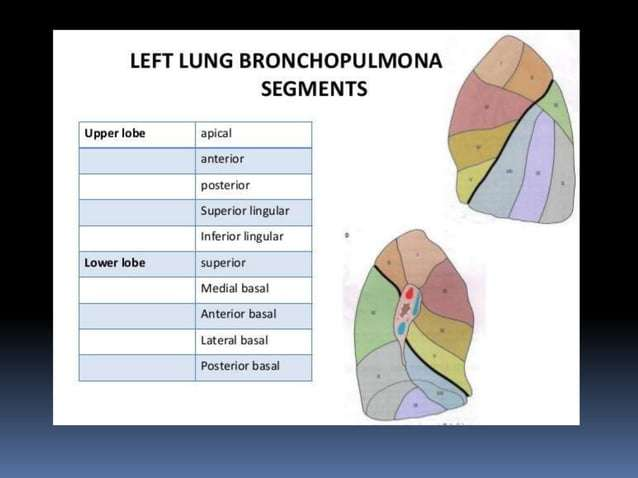 LEFT LUNG BRONCHOPULMONA
SEGMENTS
Upper lobe apical
anterior
posterior
Superior lingular
Inferior lingular
Lower lobe superior
Medial basal
Anterior basal
Lateral basal
Posterior basal